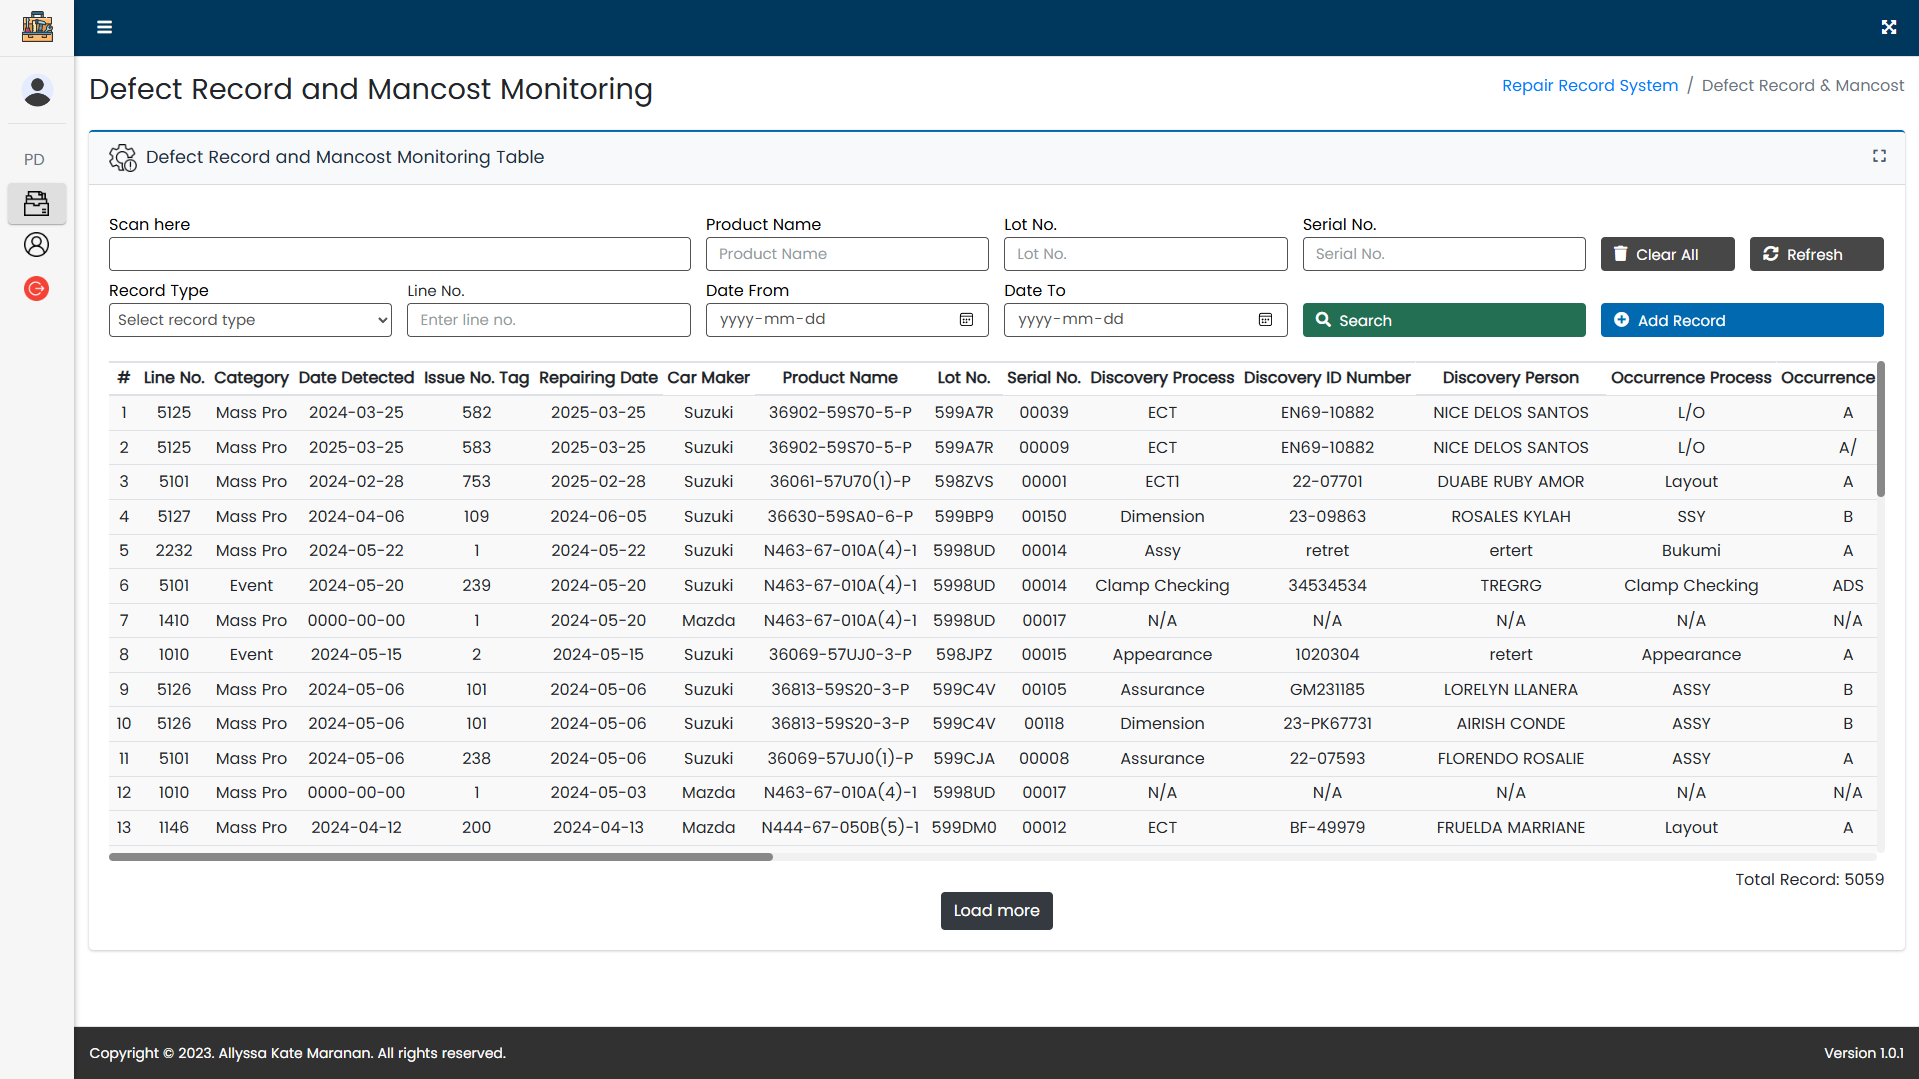 Defect Record and Mancost Monitoring
Repair Record System / Defect Record & Mancost
PD
Defect Record and Mancost Monitoring Table
Scan here
Product Name
Product Name
Lot No.
Lot No.
Serial No.
Serial No.
Clear All
Refresh
Record Type
Select record type
Line No.
Enter line no.
Date From
yyyy-mm-dd
Date To
yyyy-mm-dd
Search
Add Record
# Line No. Category Date Detected Issue No. Tag Repairing Date Car Maker Product Name Lot No. Serial No. Discovery Process Discovery ID Number Discovery Person Occurrence Process Occurrence
1 5125 Mass Pro 2024-03-25 582 2025-03-25 Suzuki 36902-59S70-5-P 599A7R 00039 ECT EN69-10882 NICE DELOS SANTOS L/O A
2 5125 Mass Pro 2025-03-25 583 2025-03-25 Suzuki 36902-59S70-5-P 599A7R 00009 ECT EN69-10882 NICE DELOS SANTOS L/O A/
3 5101 Mass Pro 2024-02-28 753 2025-02-28 Suzuki 36061-57U70(1)-P 598ZVS 00001 ECT1 22-07701 DUABE RUBY AMOR Layout A
4 5127 Mass Pro 2024-04-06 109 2024-06-05 Suzuki 36630-59SA0-6-P 599BP9 00150 Dimension 23-09863 ROSALES KYLAH SSY B
5 2232 Mass Pro 2024-05-22 1 2024-05-22 Suzuki N463-67-010A(4)-1 5998UD 00014 Assy retret ertert Bukumi A
6 5101 Event 2024-05-20 239 2024-05-20 Suzuki N463-67-010A(4)-1 5998UD 00014 Clamp Checking 34534534 TREGRG Clamp Checking ADS
7 1410 Mass Pro 0000-00-00 1 2024-05-20 Mazda N463-67-010A(4)-1 5998UD 00017 N/A N/A N/A N/A N/A
8 1010 Event 2024-05-15 2 2024-05-15 Suzuki 36069-57UJ0-3-P 598JPZ 00015 Appearance 1020304 retert Appearance A
9 5126 Mass Pro 2024-05-06 101 2024-05-06 Suzuki 36813-59S20-3-P 599C4V 00105 Assurance GM231185 LORELYN LLANERA ASSY B
10 5126 Mass Pro 2024-05-06 101 2024-05-06 Suzuki 36813-59S20-3-P 599C4V 00118 Dimension 23-PK67731 AIRISH CONDE ASSY B
11 5101 Mass Pro 2024-05-06 238 2024-05-06 Suzuki 36069-57UJ0(1)-P 599CJA 00008 Assurance 22-07593 FLORENDO ROSALIE ASSY A
12 1010 Mass Pro 0000-00-00 1 2024-05-03 Mazda N463-67-010A(4)-1 5998UD 00017 N/A N/A N/A N/A N/A
13 1146 Mass Pro 2024-04-12 200 2024-04-13 Mazda N444-67-050B(5)-1 599DM0 00012 ECT BF-49979 FRUELDA MARRIANE Layout A
Total Record: 5059
Load more
Copyright © 2023. Allyssa Kate Maranan. All rights reserved.
Version 1.0.1